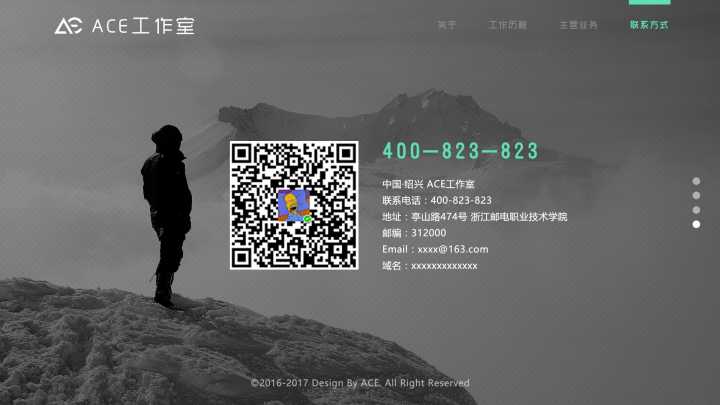 ACE工作室
关于 工作历程 主营业务 联系方式
400—823—823
中国·绍兴 ACE工作室
联系电话：400-823-823
地址：亭山路474号 浙江邮电职业技术学院
邮编：312000
Email：xxxx@163.com
域名：xxxxxxxxxxxxx
©2016-2017 Design By ACE. All Right Reserved